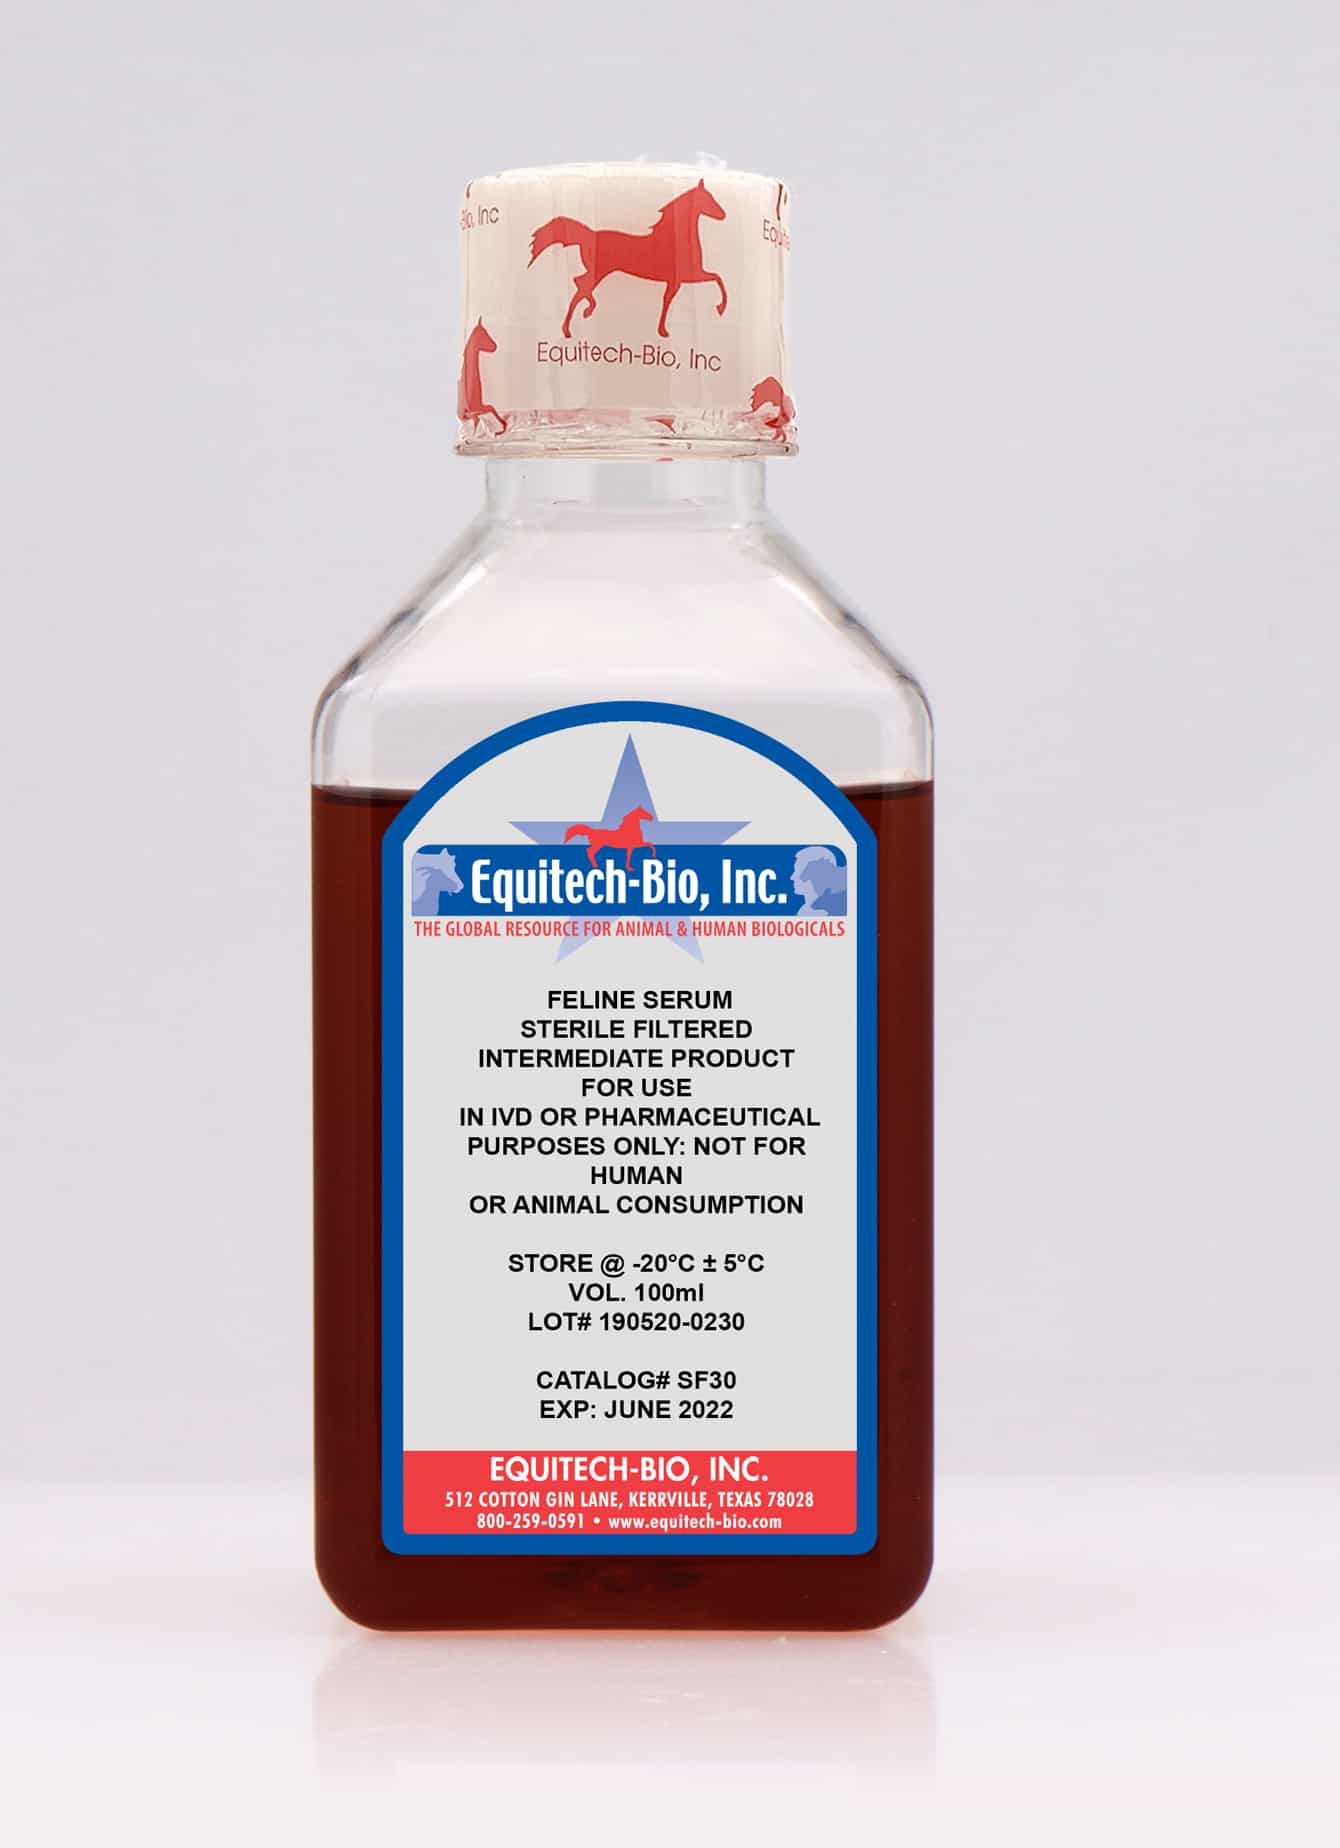 Bio, Inc
Equitech-Bio, Inc
Equitech-Bio, Inc.
THE GLOBAL RESOURCE FOR ANIMAL & HUMAN BIOLOGICALS
FELINE SERUM
STERILE FILTERED
INTERMEDIATE PRODUCT
FOR USE
IN IVD OR PHARMACEUTICAL
PURPOSES ONLY: NOT FOR
HUMAN
OR ANIMAL CONSUMPTION
STORE @ -20°C ± 5°C
VOL. 100ml
LOT# 190520-0230
CATALOG# SF30
EXP: JUNE 2022
EQUITECH-BIO, INC.
512 COTTON GIN LANE, KERRVILLE, TEXAS 78028
800-259-0591 • www.equitech-bio.com